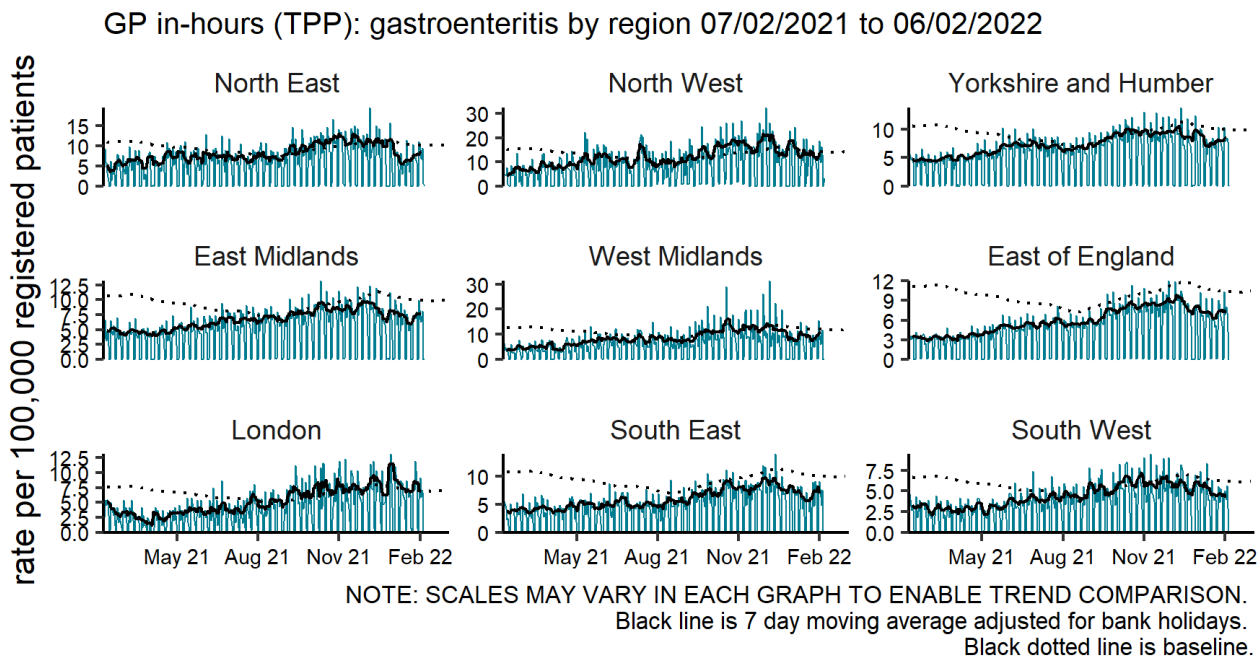 GP in-hours (TPP): gastroenteritis by region 07/02/2021 to 06/02/2022
rate per 100,000 registered patients
North East
15
10
5
0
North West
30
20
10
0
Yorkshire and Humber
10
5
0
East Midlands
12.5
10.0
7.5
5.0
2.5
0.0
West Midlands
30
20
10
0
East of England
12
9
6
3
0
London
12.5
10.0
7.5
5.0
2.5
0.0
South East
10
5
0
South West
7.5
5.0
2.5
0.0
May 21 Aug 21 Nov 21 Feb 22
May 21 Aug 21 Nov 21 Feb 22
May 21 Aug 21 Nov 21 Feb 22
NOTE: SCALES MAY VARY IN EACH GRAPH TO ENABLE TREND COMPARISON.
Black line is 7 day moving average adjusted for bank holidays.
Black dotted line is baseline.